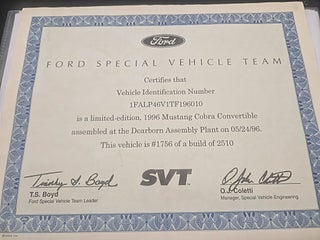 Ford
FORD SPECIAL VEHICLE TEAM
Certifies that
Vehicle Identification Number
1FALP46V1TF196010
is a limited-edition, 1996 Mustang Cobra Convertible
assembled at the Dearborn Assembly Plant on 05/24/96.
This vehicle is #1756 of a build of 2510
SVT
T.S. Boyd
Ford Special Vehicle Team Leader
O.J. Coletti
Manager, Special Vehicle Engineering